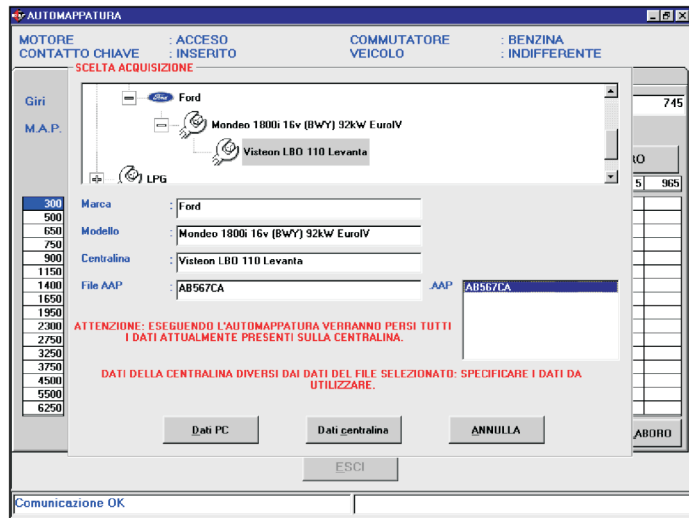 AUTOMAPPATURA
MOTORE : ACCESO COMMUTATORE : BENZINA
CONTATTO CHIAVE : INSERITO VEICOLO : INDIFFERENTE
SCELTA ACQUISIZIONE
Ford
Giri 745
Mondeo 1800i 16v (BWY) 92kW EuroIV
M.A.P.
Visteon LBO 110 Levanta
RO
LPG
5 965
300
Marca : Ford
500
650
Modello : Mondeo 1800i 16v (BWY) 92kW EuroIV
750
900
Centralina : Visteon LBO 110 Levanta
1150
1400
File AAP : AB567CA .AAP AB567CA
1650
1950
2300
ATTENZIONE: ESEGUENDO L'AUTOMAPPATURA VERRANNO PERSI TUTTI
2750
I DATI ATTUALMENTE PRESENTI SULLA CENTRALINA.
3250
3750
DATI DELLA CENTRALINA DIVERSI DAI DATI DEL FILE SELEZIONATO: SPECIFICARE I DATI DA
4500
UTILIZZARE.
5500
6250
Dati PC Dati centralina ANNULLA
LABORO
ESCI
Comunicazione OK